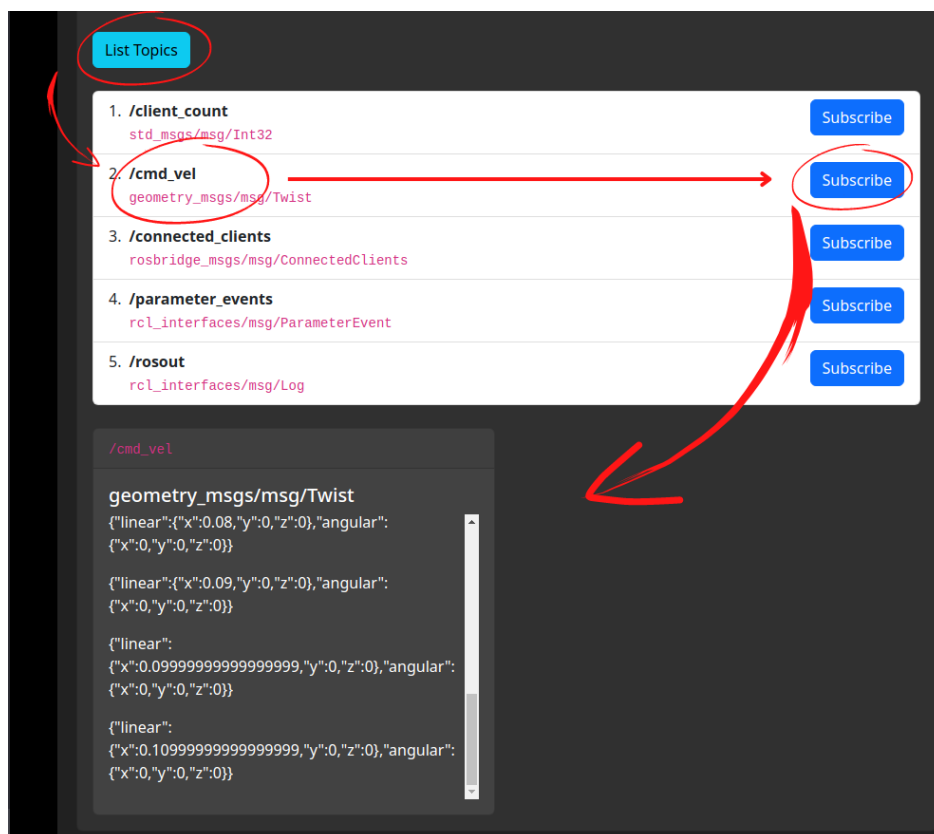 List Topics
1. /client_count
std_msgs/msg/Int32
Subscribe
2. /cmd_vel
geometry_msgs/msg/Twist
Subscribe
3. /connected_clients
rosbridge_msgs/msg/ConnectedClients
Subscribe
4. /parameter_events
rcl_interfaces/msg/ParameterEvent
Subscribe
5. /rosout
rcl_interfaces/msg/Log
Subscribe
/cmd_vel
geometry_msgs/msg/Twist
{"linear":{"x":0.08,"y":0,"z":0},"angular":
{"x":0,"y":0,"z":0}}
{"linear":{"x":0.09,"y":0,"z":0},"angular":
{"x":0,"y":0,"z":0}}
{"linear":
{"x":0.09999999999999999,"y":0,"z":0},"angular":
{"x":0,"y":0,"z":0}}
{"linear":
{"x":0.10999999999999999,"y":0,"z":0},"angular":
{"x":0,"y":0,"z":0}}